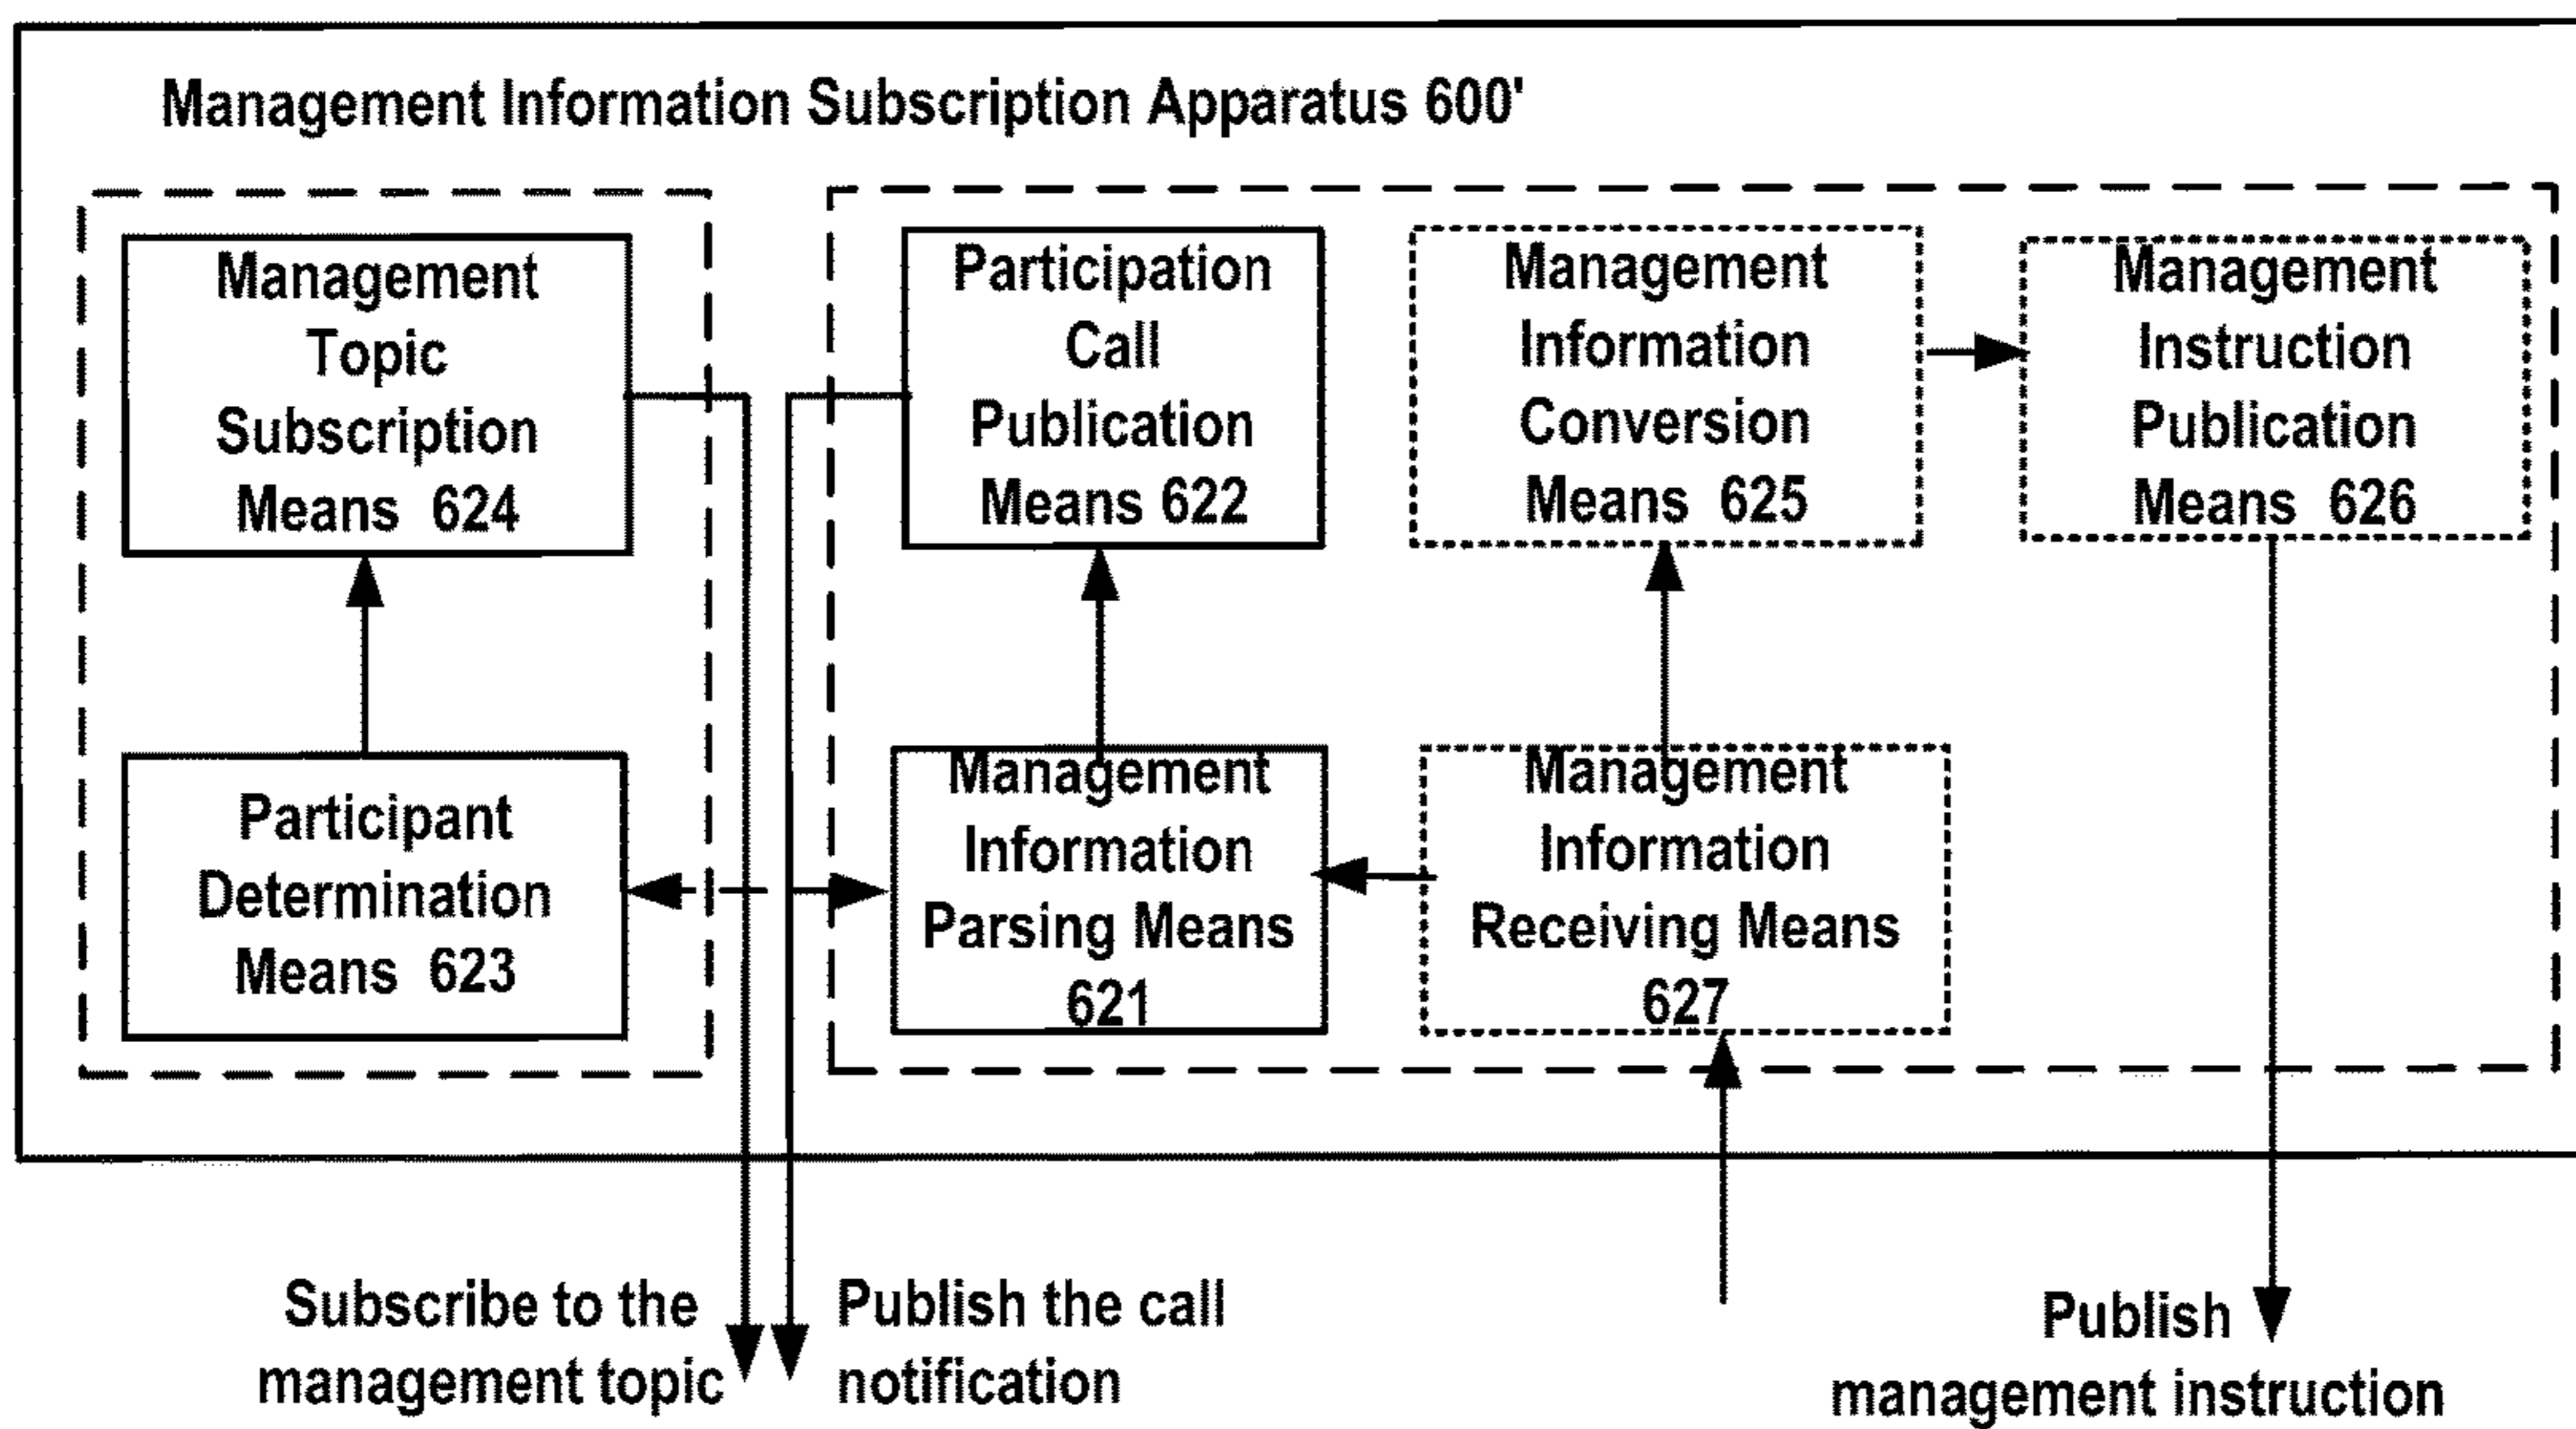 Management Information Subscription Apparatus 600'
Management
Topic
Subscription
Means 624
Participation
Call
Publication
Means 622
Management
Information
Conversion
Means 625
Management
Instruction
Publication
Means 626
Participant
Determination
Means 623
Management
Information
Parsing Means
621
Management
Information
Receiving Means
627
Subscribe to the
management topic
Publish the call
notification
Publish
management instruction